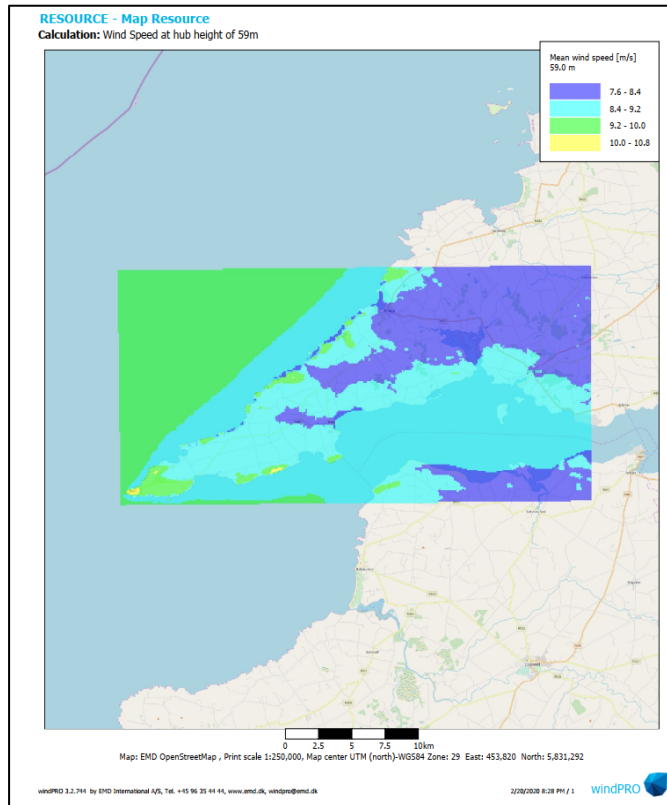 RESOURCE - Map Resource
Calculation: Wind Speed at hub height of 59m
Mean wind speed [m/s]
59.0 m
7.6 - 8.4
8.4 - 9.2
9.2 - 10.0
10.0 - 10.8
0 2.5 5 7.5 10km
Map: EMD OpenStreetMap , Print scale 1:250,000, Map center UTM (north)-WGS84 Zone: 29 East: 453,820 North: 5,831,292
windPRO 3.2.744 by EMD International A/S, Tel. +45 96 35 44 44, www.emd.dk, windpro@emd.dk
2/20/2020 8:28 PM / 1
windPRO